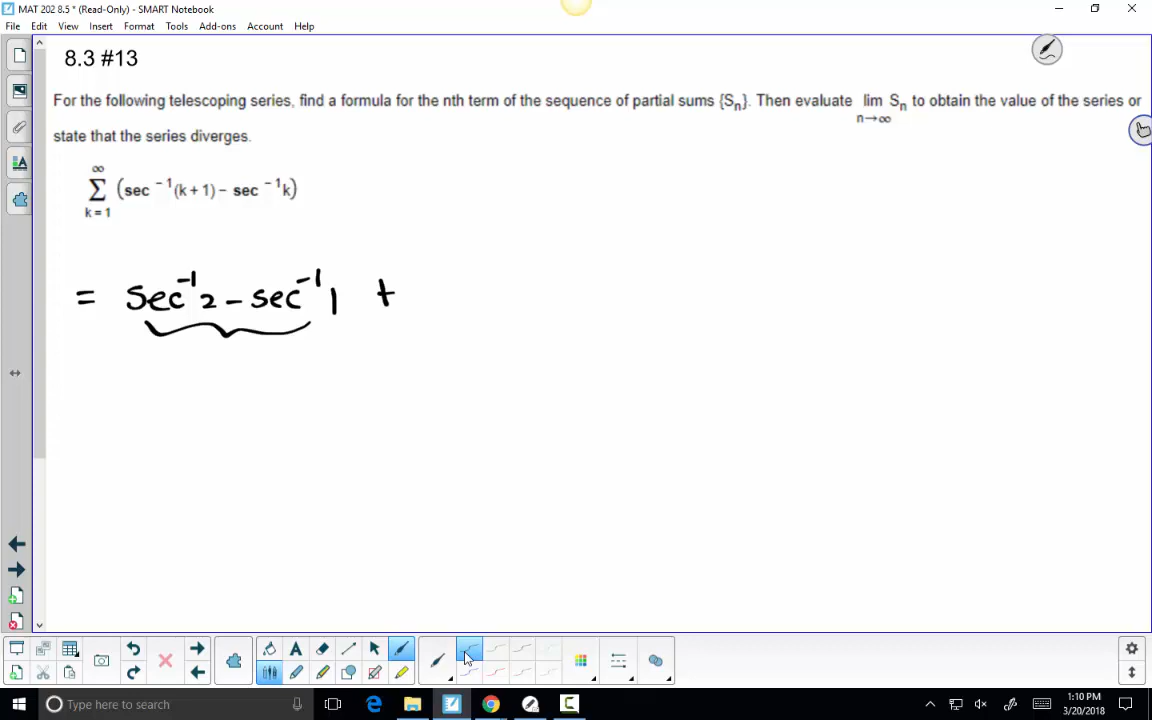 MAT 202 8.5 * (Read-Only) - SMART Notebook
File Edit View Insert Format Tools Add-ons Account Help
8.3 #13
For the following telescoping series, find a formula for the nth term of the sequence of partial sums {Sn}. Then evaluate lim Sn to obtain the value of the series or
n→∞
state that the series diverges.
∞
∑ (sec ⁻¹(k + 1) − sec ⁻¹k)
k = 1
= sec⁻¹2 − sec⁻¹1 +
Type here to search
1:10 PM
3/20/2018